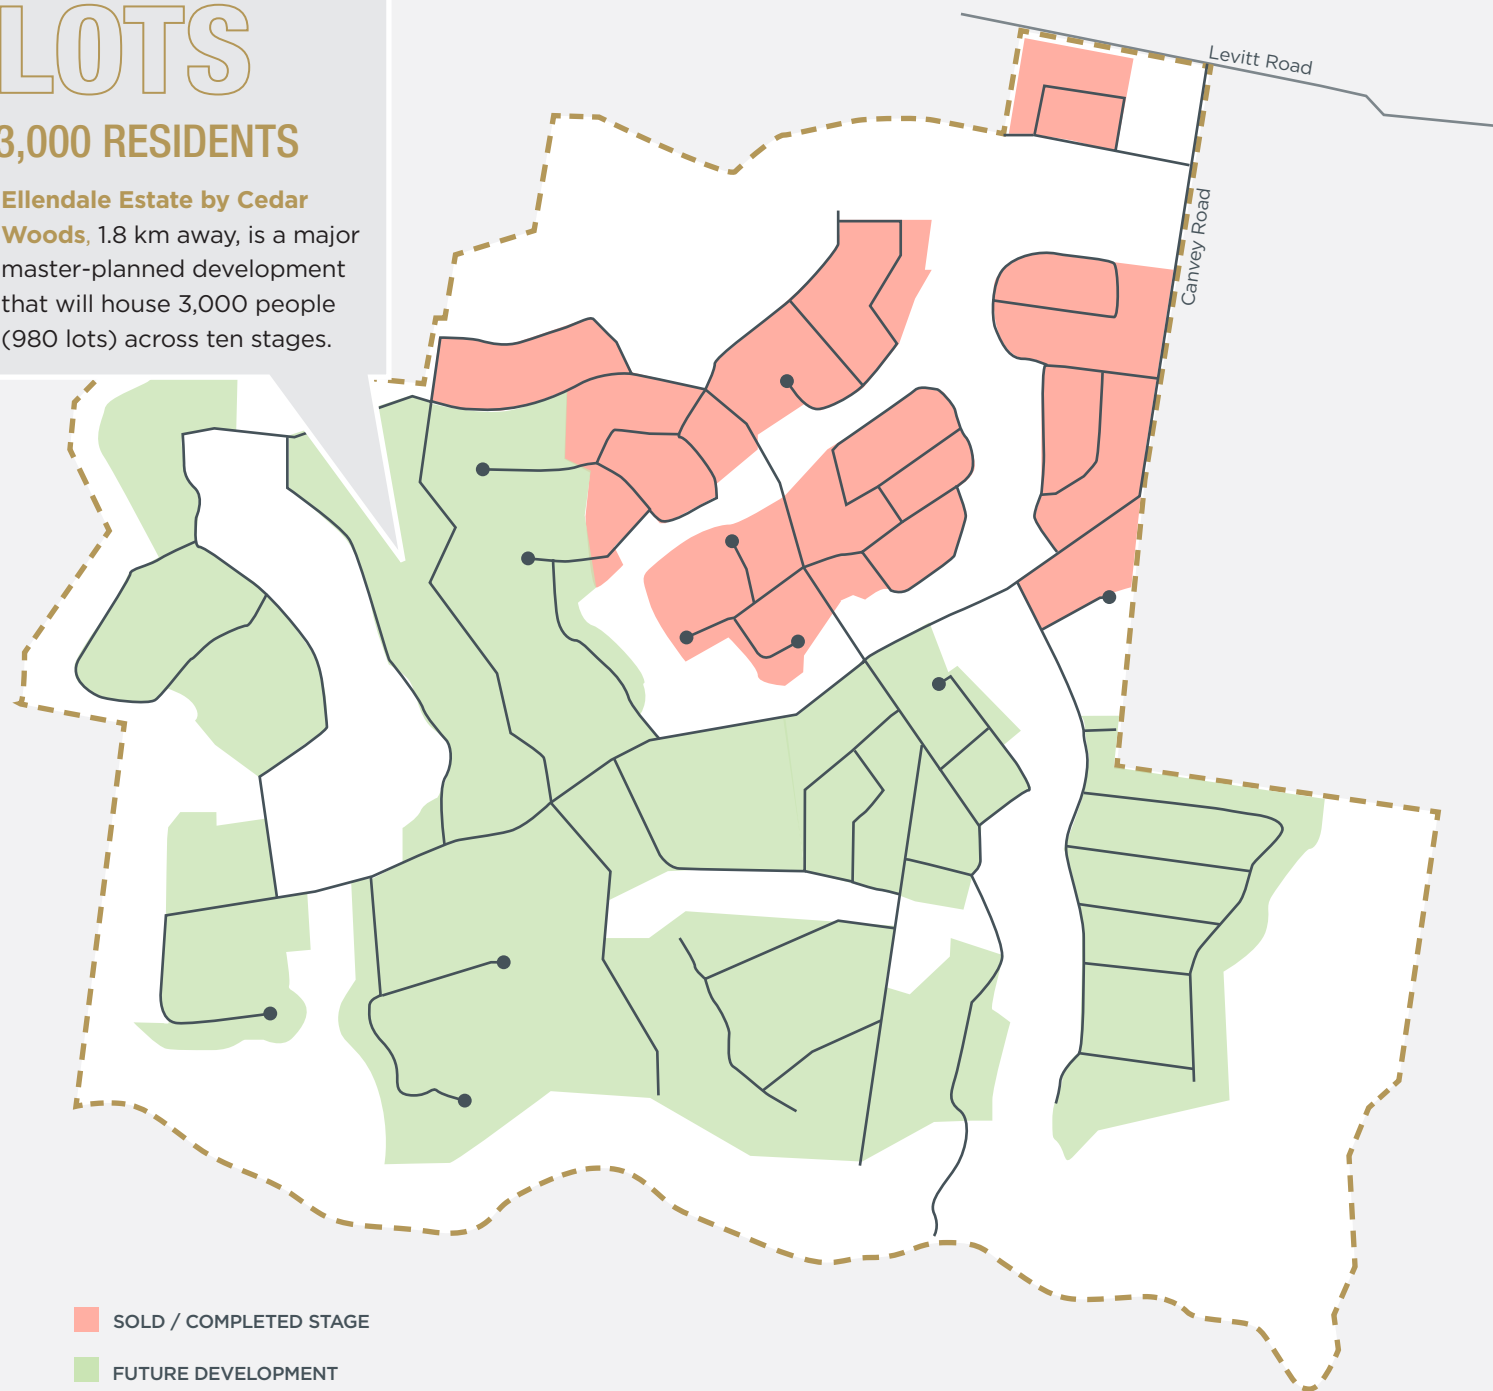 LOTS
3,000 RESIDENTS
Ellendale Estate by Cedar
Woods, 1.8 km away, is a major
master-planned development
that will house 3,000 people
(980 lots) across ten stages.
Levitt Road
Canvey Road
SOLD / COMPLETED STAGE
FUTURE DEVELOPMENT